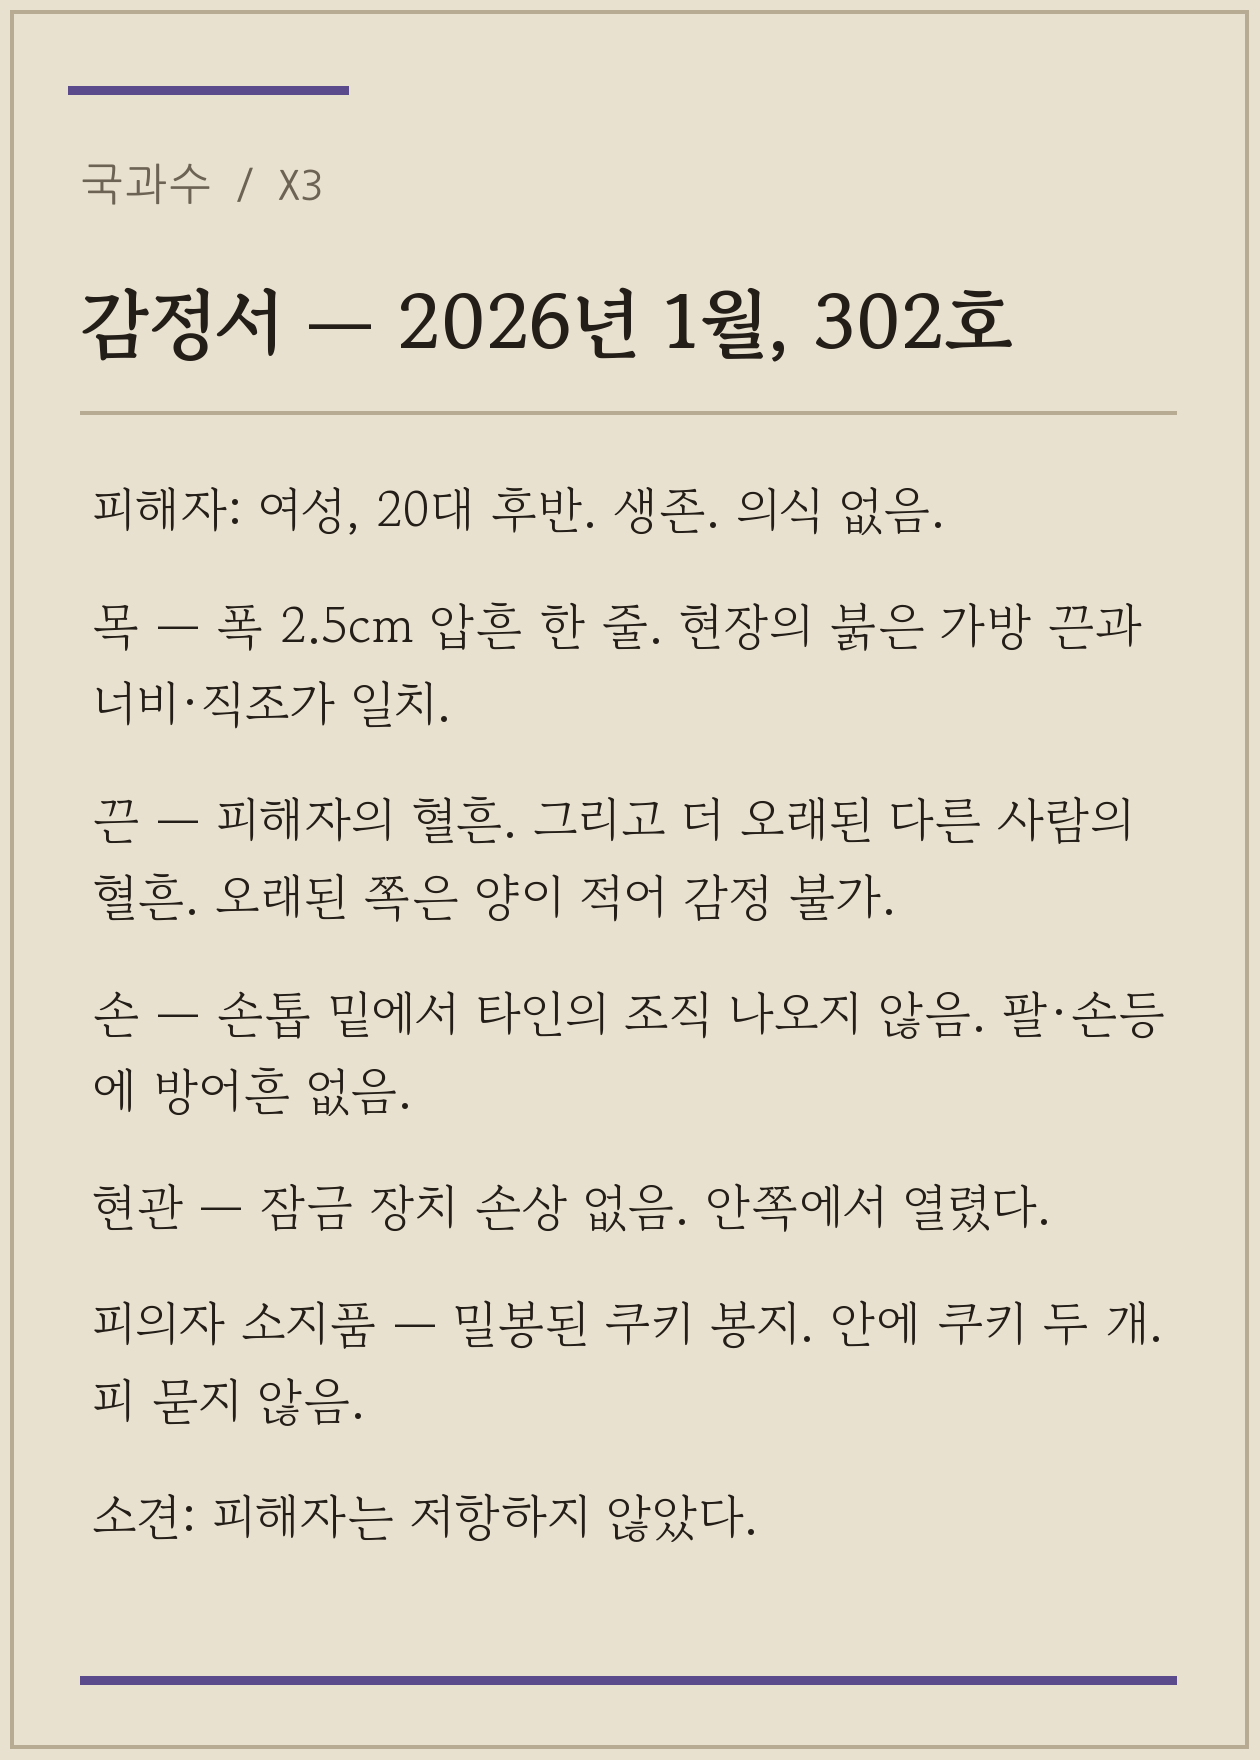 국과수 / X3
감정서 — 2026년 1월, 302호
피해자: 여성, 20대 후반. 생존. 의식 없음.
목 — 폭 2.5cm 압흔 한 줄. 현장의 붉은 가방 끈과
너비·직조가 일치.
끈 — 피해자의 혈흔. 그리고 더 오래된 다른 사람의
혈흔. 오래된 쪽은 양이 적어 감정 불가.
손 — 손톱 밑에서 타인의 조직 나오지 않음. 팔·손등
에 방어흔 없음.
현관 — 잠금 장치 손상 없음. 안쪽에서 열렸다.
피의자 소지품 — 밀봉된 쿠키 봉지. 안에 쿠키 두 개.
피 묻지 않음.
소견: 피해자는 저항하지 않았다.